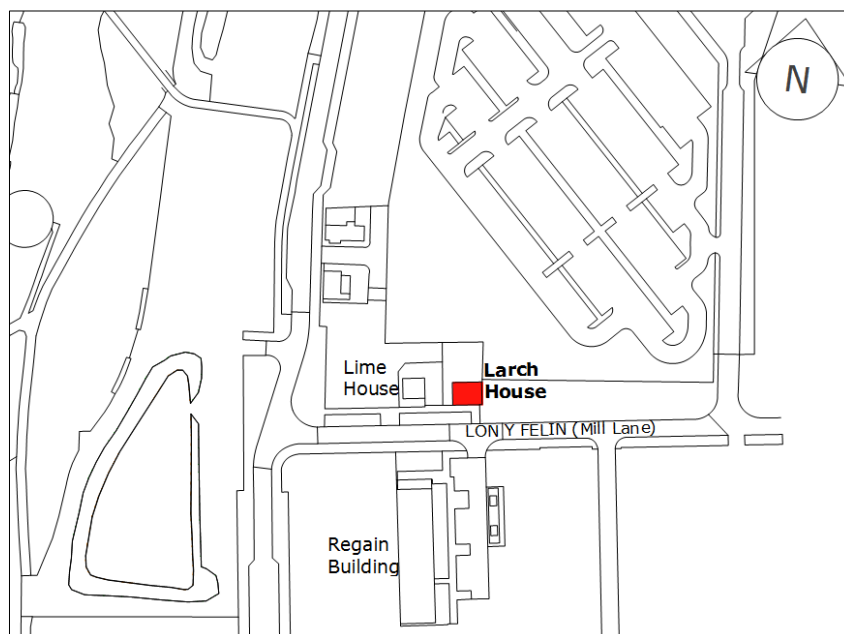 N
Lime
House
Larch
House
LON Y FELIN (Mill Lane)
Regain
Building